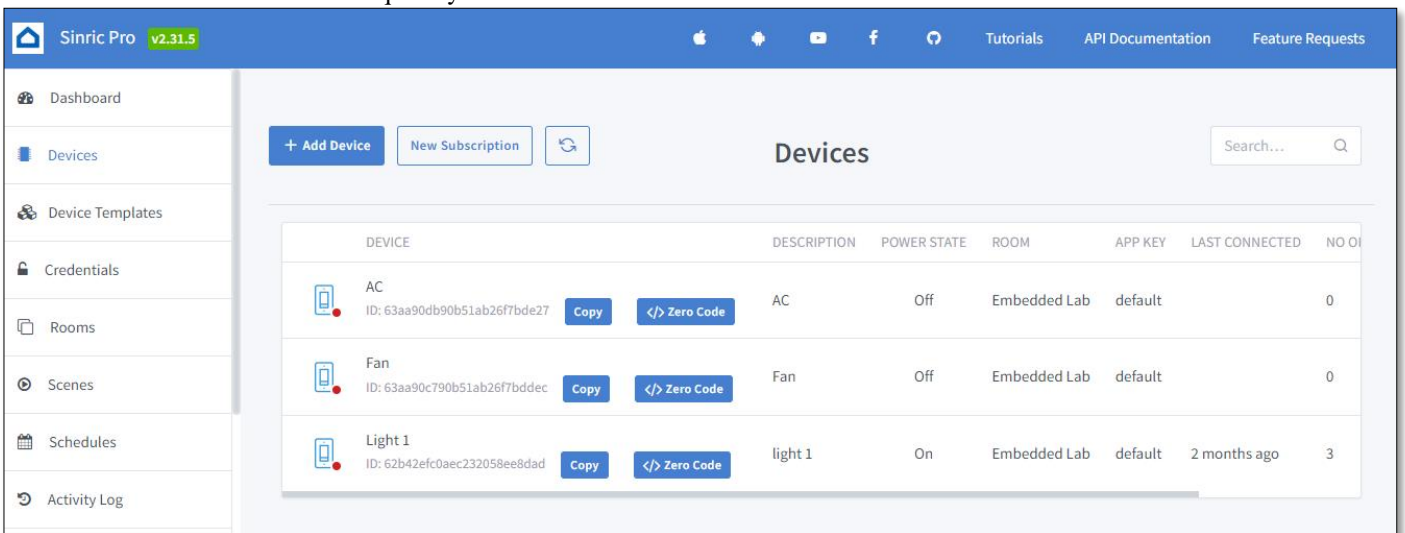 Sinric Pro v2.31.5 Tutorials API Documentation Feature Requests
Dashboard
Devices
Device Templates
Credentials
Rooms
Scenes
Schedules
Activity Log
+ Add Device New Subscription Devices Search...
DEVICE DESCRIPTION POWER STATE ROOM APP KEY LAST CONNECTED NO
AC
ID: 63aa90db90b51ab26f7bde27 Copy </> Zero Code AC Off Embedded Lab default 0
Fan
ID: 63aa90c790b51ab26f7bddec Copy </> Zero Code Fan Off Embedded Lab default 0
Light 1
ID: 62b42efc0aec232058ee8dad Copy </> Zero Code light 1 On Embedded Lab default 2 months ago 3